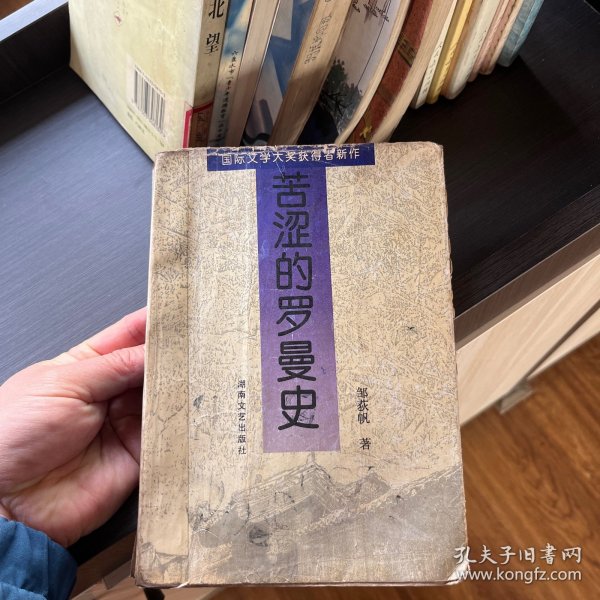 北望
国际文学大奖获得者新作
苦涩的罗曼史
邹荻帆 著
湖南文艺出版社
孔夫子旧书网
www.kongfz.com